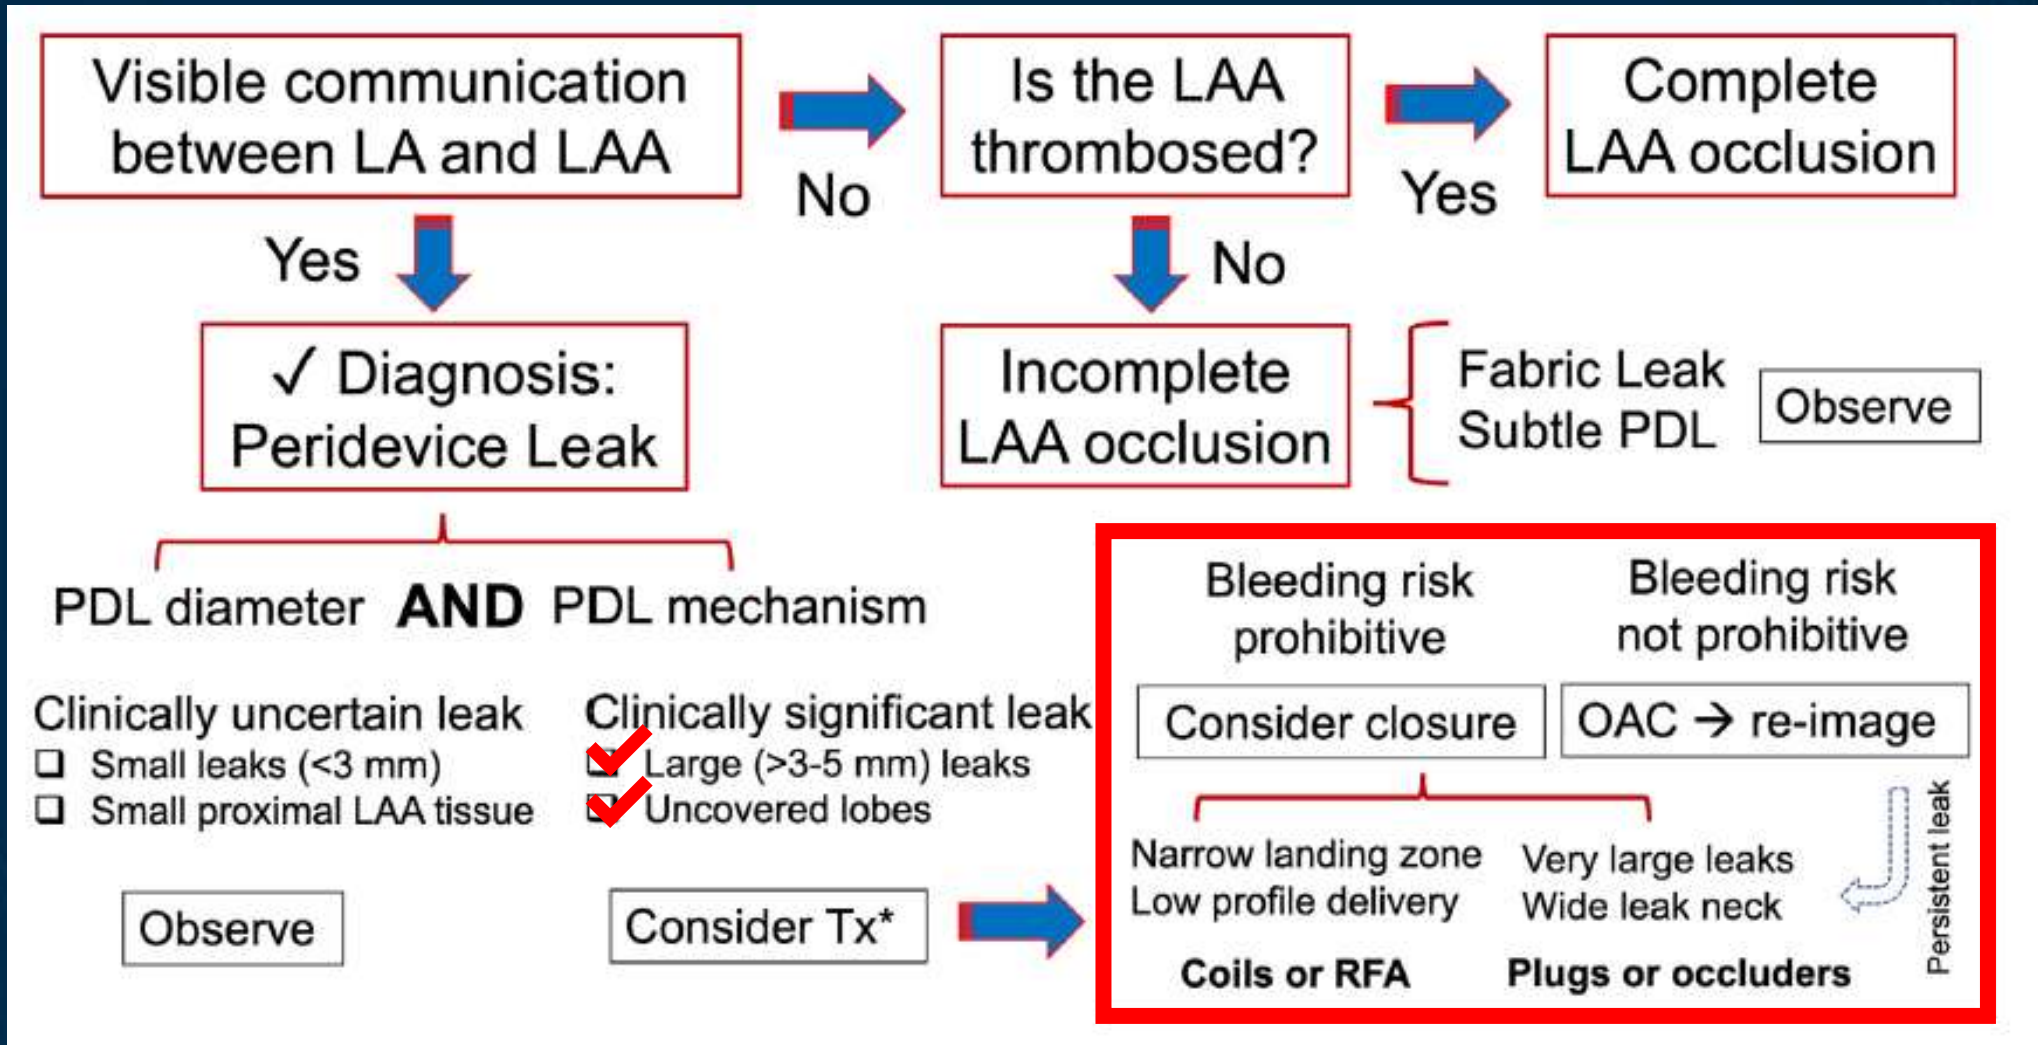 Visible communication
between LA and LAA
No
Is the LAA
thrombosed?
Yes
Complete
LAA occlusion
Yes
No
✓ Diagnosis:
Peridevice Leak
Incomplete
LAA occlusion
Fabric Leak
Subtle PDL
Observe
PDL diameter AND PDL mechanism
Clinically uncertain leak
❑ Small leaks (<3 mm)
❑ Small proximal LAA tissue
Observe
Clinically significant leak
Large (>3-5 mm) leaks
Uncovered lobes
Consider Tx*
Bleeding risk
prohibitive
Consider closure
Bleeding risk
not prohibitive
OAC → re-image
Narrow landing zone
Low profile delivery
Coils or RFA
Very large leaks
Wide leak neck
Plugs or occluders
Persistent leak